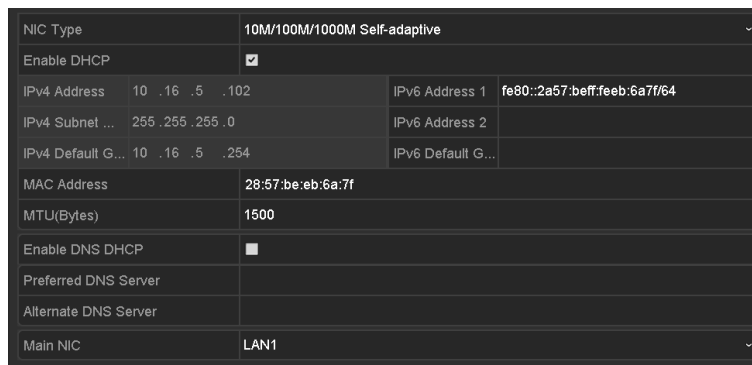 NIC Type 10M/100M/1000M Self-adaptive
Enable DHCP
IPv4 Address 10 .16 .5 .102 IPv6 Address 1 fe80::2a57:beff:feeb:6a7f/64
IPv4 Subnet ... 255.255.255.0 IPv6 Address 2
IPv4 Default G... 10 .16 .5 .254 IPv6 Default G...
MAC Address 28:57:be:eb:6a:7f
MTU(Bytes) 1500
Enable DNS DHCP
Preferred DNS Server
Alternate DNS Server
Main NIC LAN1